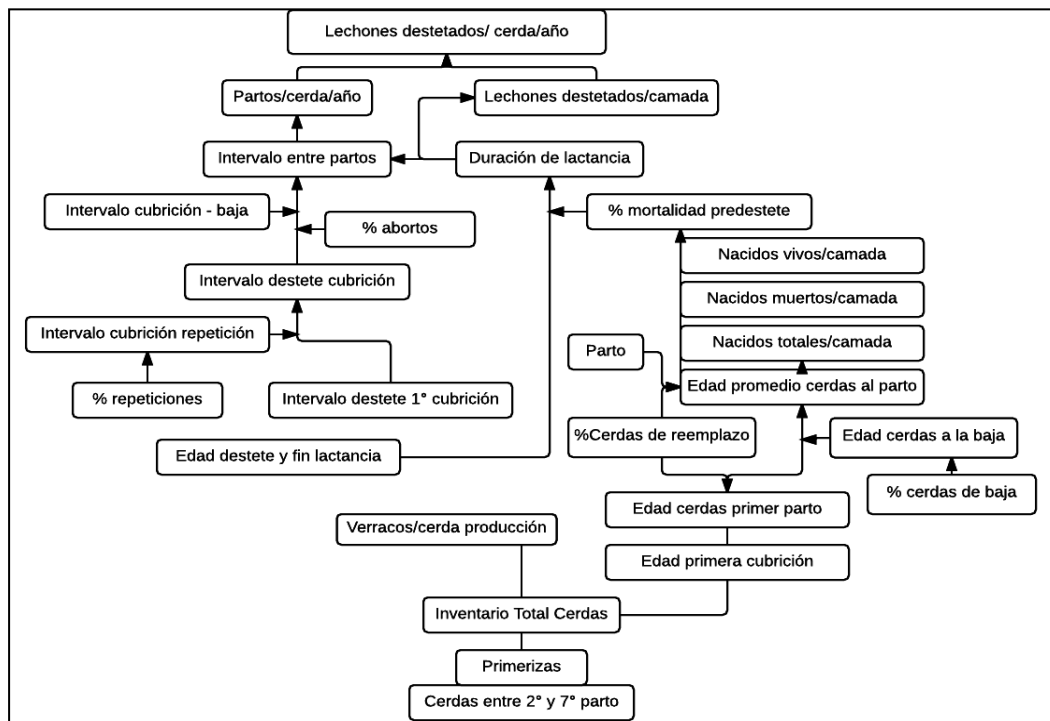 Lechones destetados/ cerda/año
Partos/cerda/año
Lechones destetados/camada
Intervalo entre partos
Duración de lactancia
Intervalo cubrición - baja
% mortalidad predestete
% abortos
Nacidos vivos/camada
Intervalo destete cubrición
Nacidos muertos/camada
Intervalo cubrición repetición
Nacidos totales/camada
Parto
Edad promedio cerdas al parto
% repeticiones
Intervalo destete 1° cubrición
%Cerdas de reemplazo
Edad cerdas a la baja
Edad destete y fin lactancia
% cerdas de baja
Edad cerdas primer parto
Verracos/cerda producción
Edad primera cubrición
Inventario Total Cerdas
Primerizas
Cerdas entre 2° y 7° parto